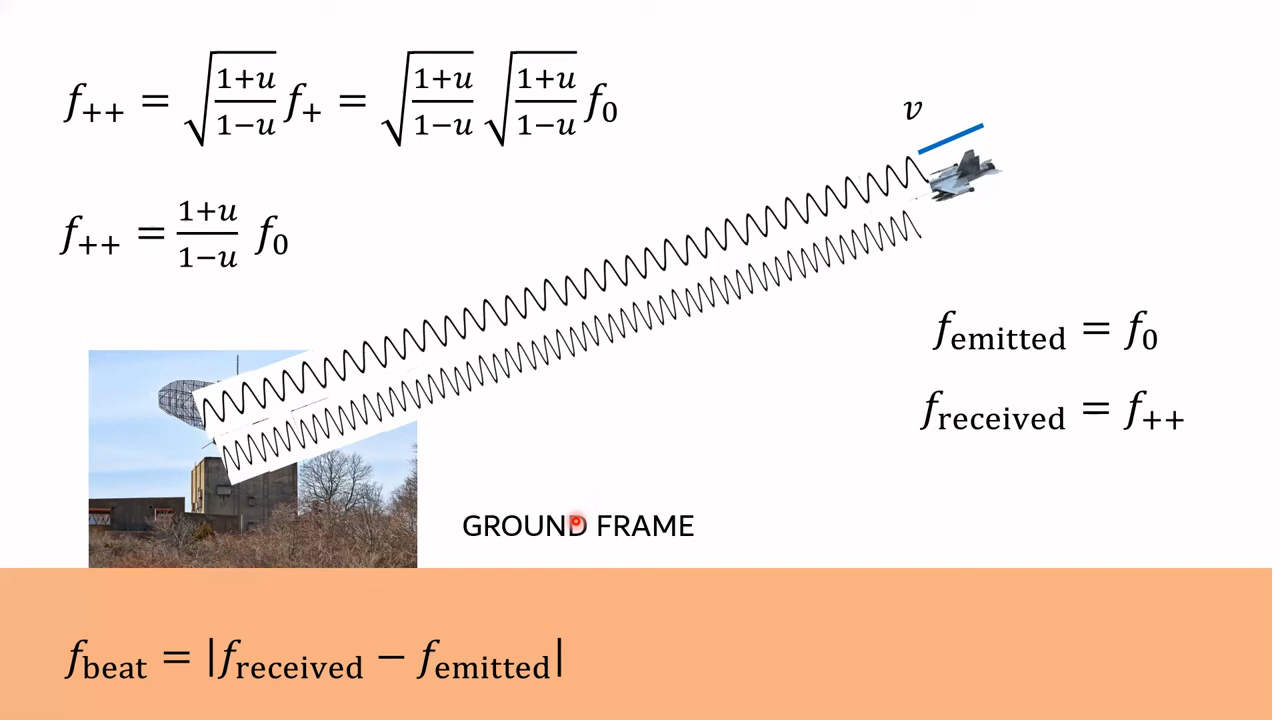 f₊₊ = √((1+u)/(1−u)) f₊ = √((1+u)/(1−u)) √((1+u)/(1−u)) f₀
v
f₊₊ = (1+u)/(1−u) f₀
f_emitted = f₀
f_received = f₊₊
GROUND FRAME
f_beat = |f_received − f_emitted|